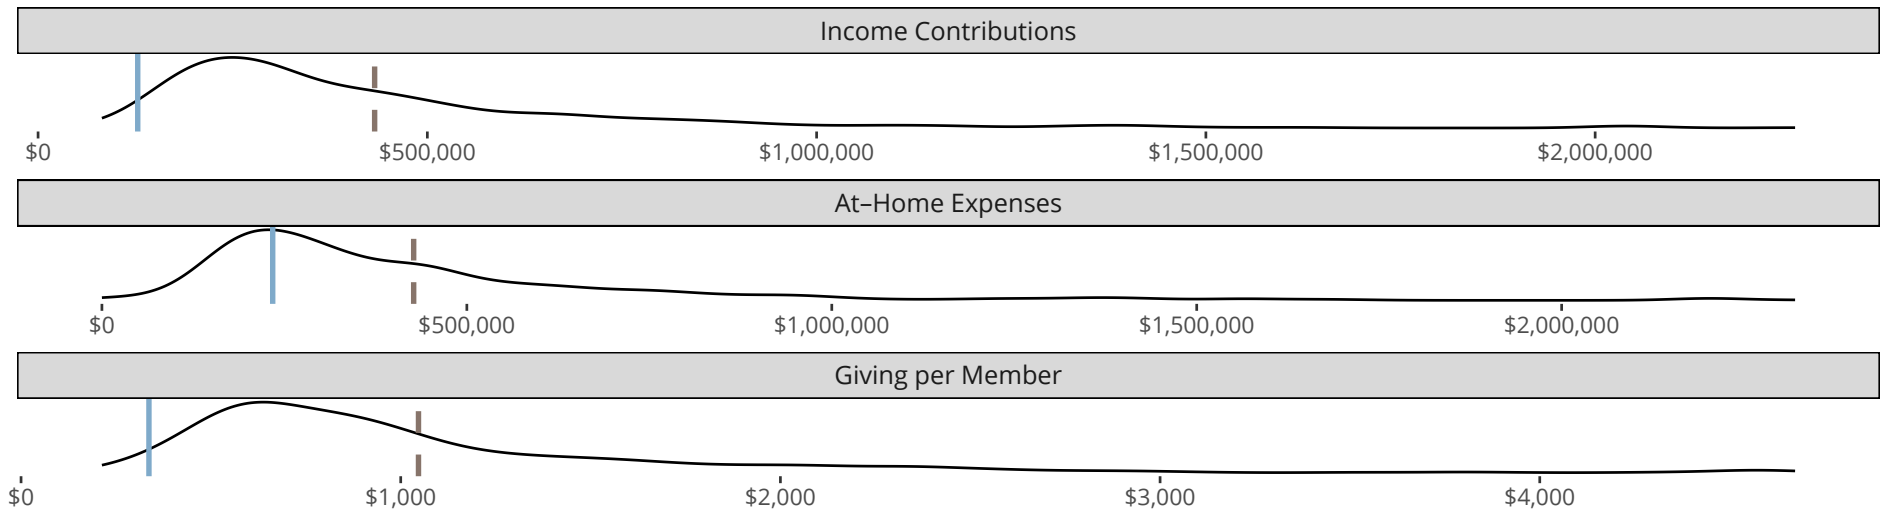 Income Contributions
$0 $500,000 $1,000,000 $1,500,000 $2,000,000
At–Home Expenses
$0 $500,000 $1,000,000 $1,500,000 $2,000,000
Giving per Member
$0 $1,000 $2,000 $3,000 $4,000